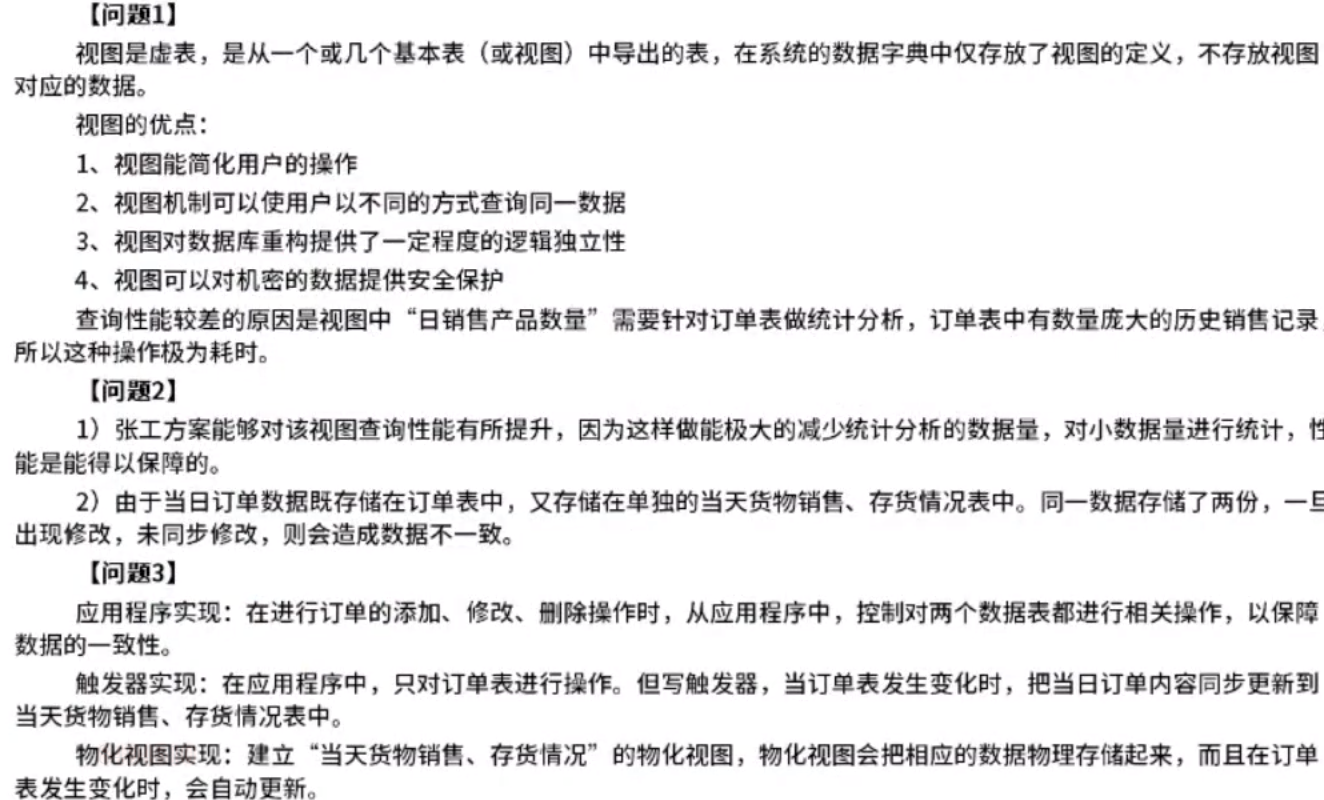 【问题1】
视图是虚表，是从一个或几个基本表（或视图）中导出的表，在系统的数据字典中仅存放了视图的定义，不存放视图
对应的数据。
视图的优点：
1、视图能简化用户的操作
2、视图机制可以使用户以不同的方式查询同一数据
3、视图对数据库重构提供了一定程度的逻辑独立性
4、视图可以对机密的数据提供安全保护
查询性能较差的原因是视图中“日销售产品数量”需要针对订单表做统计分析，订单表中有数量庞大的历史销售记录，
所以这种操作极为耗时。
【问题2】
1）张工方案能够对该视图查询性能有所提升，因为这样做能极大的减少统计分析的数据量，对小数据量进行统计，性
能是能得以保障的。
2）由于当日订单数据既存储在订单表中，又存储在单独的当天货物销售、存货情况表中。同一数据存储了两份，一旦
出现修改，未同步修改，则会造成数据不一致。
【问题3】
应用程序实现：在进行订单的添加、修改、删除操作时，从应用程序中，控制对两个数据表都进行相关操作，以保障
数据的一致性。
触发器实现：在应用程序中，只对订单表进行操作。但写触发器，当订单表发生变化时，把当日订单内容同步更新到
当天货物销售、存货情况表中。
物化视图实现：建立“当天货物销售、存货情况”的物化视图，物化视图会把相应的数据物理存储起来，而且在订单
表发生变化时，会自动更新。